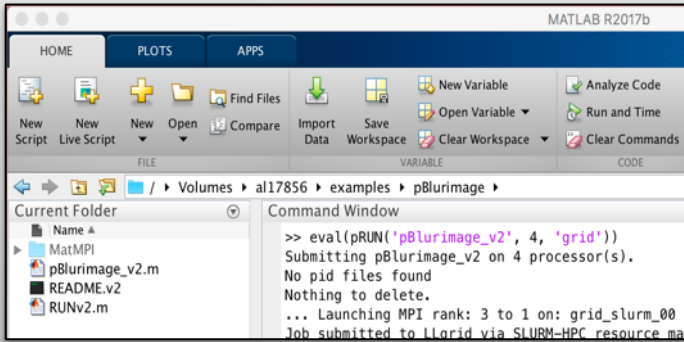 MATLAB R2017b
HOME PLOTS APPS
New Script
New Live Script
New
Open
Find Files
Compare
Import Data
Save Workspace
New Variable
Open Variable
Clear Workspace
Analyze Code
Run and Time
Clear Commands
FILE VARIABLE CODE
/ Volumes al17856 examples pBlurimage
Current Folder
Name
MatMPI
pBlurimage_v2.m
README.v2
RUNv2.m
Command Window
>> eval(pRUN('pBlurimage_v2', 4, 'grid'))
Submitting pBlurimage_v2 on 4 processor(s).
No pid files found
Nothing to delete.
... Launching MPI rank: 3 to 1 on: grid_slurm_00
Job submitted to LLgrid via SLURM-HPC resource ma